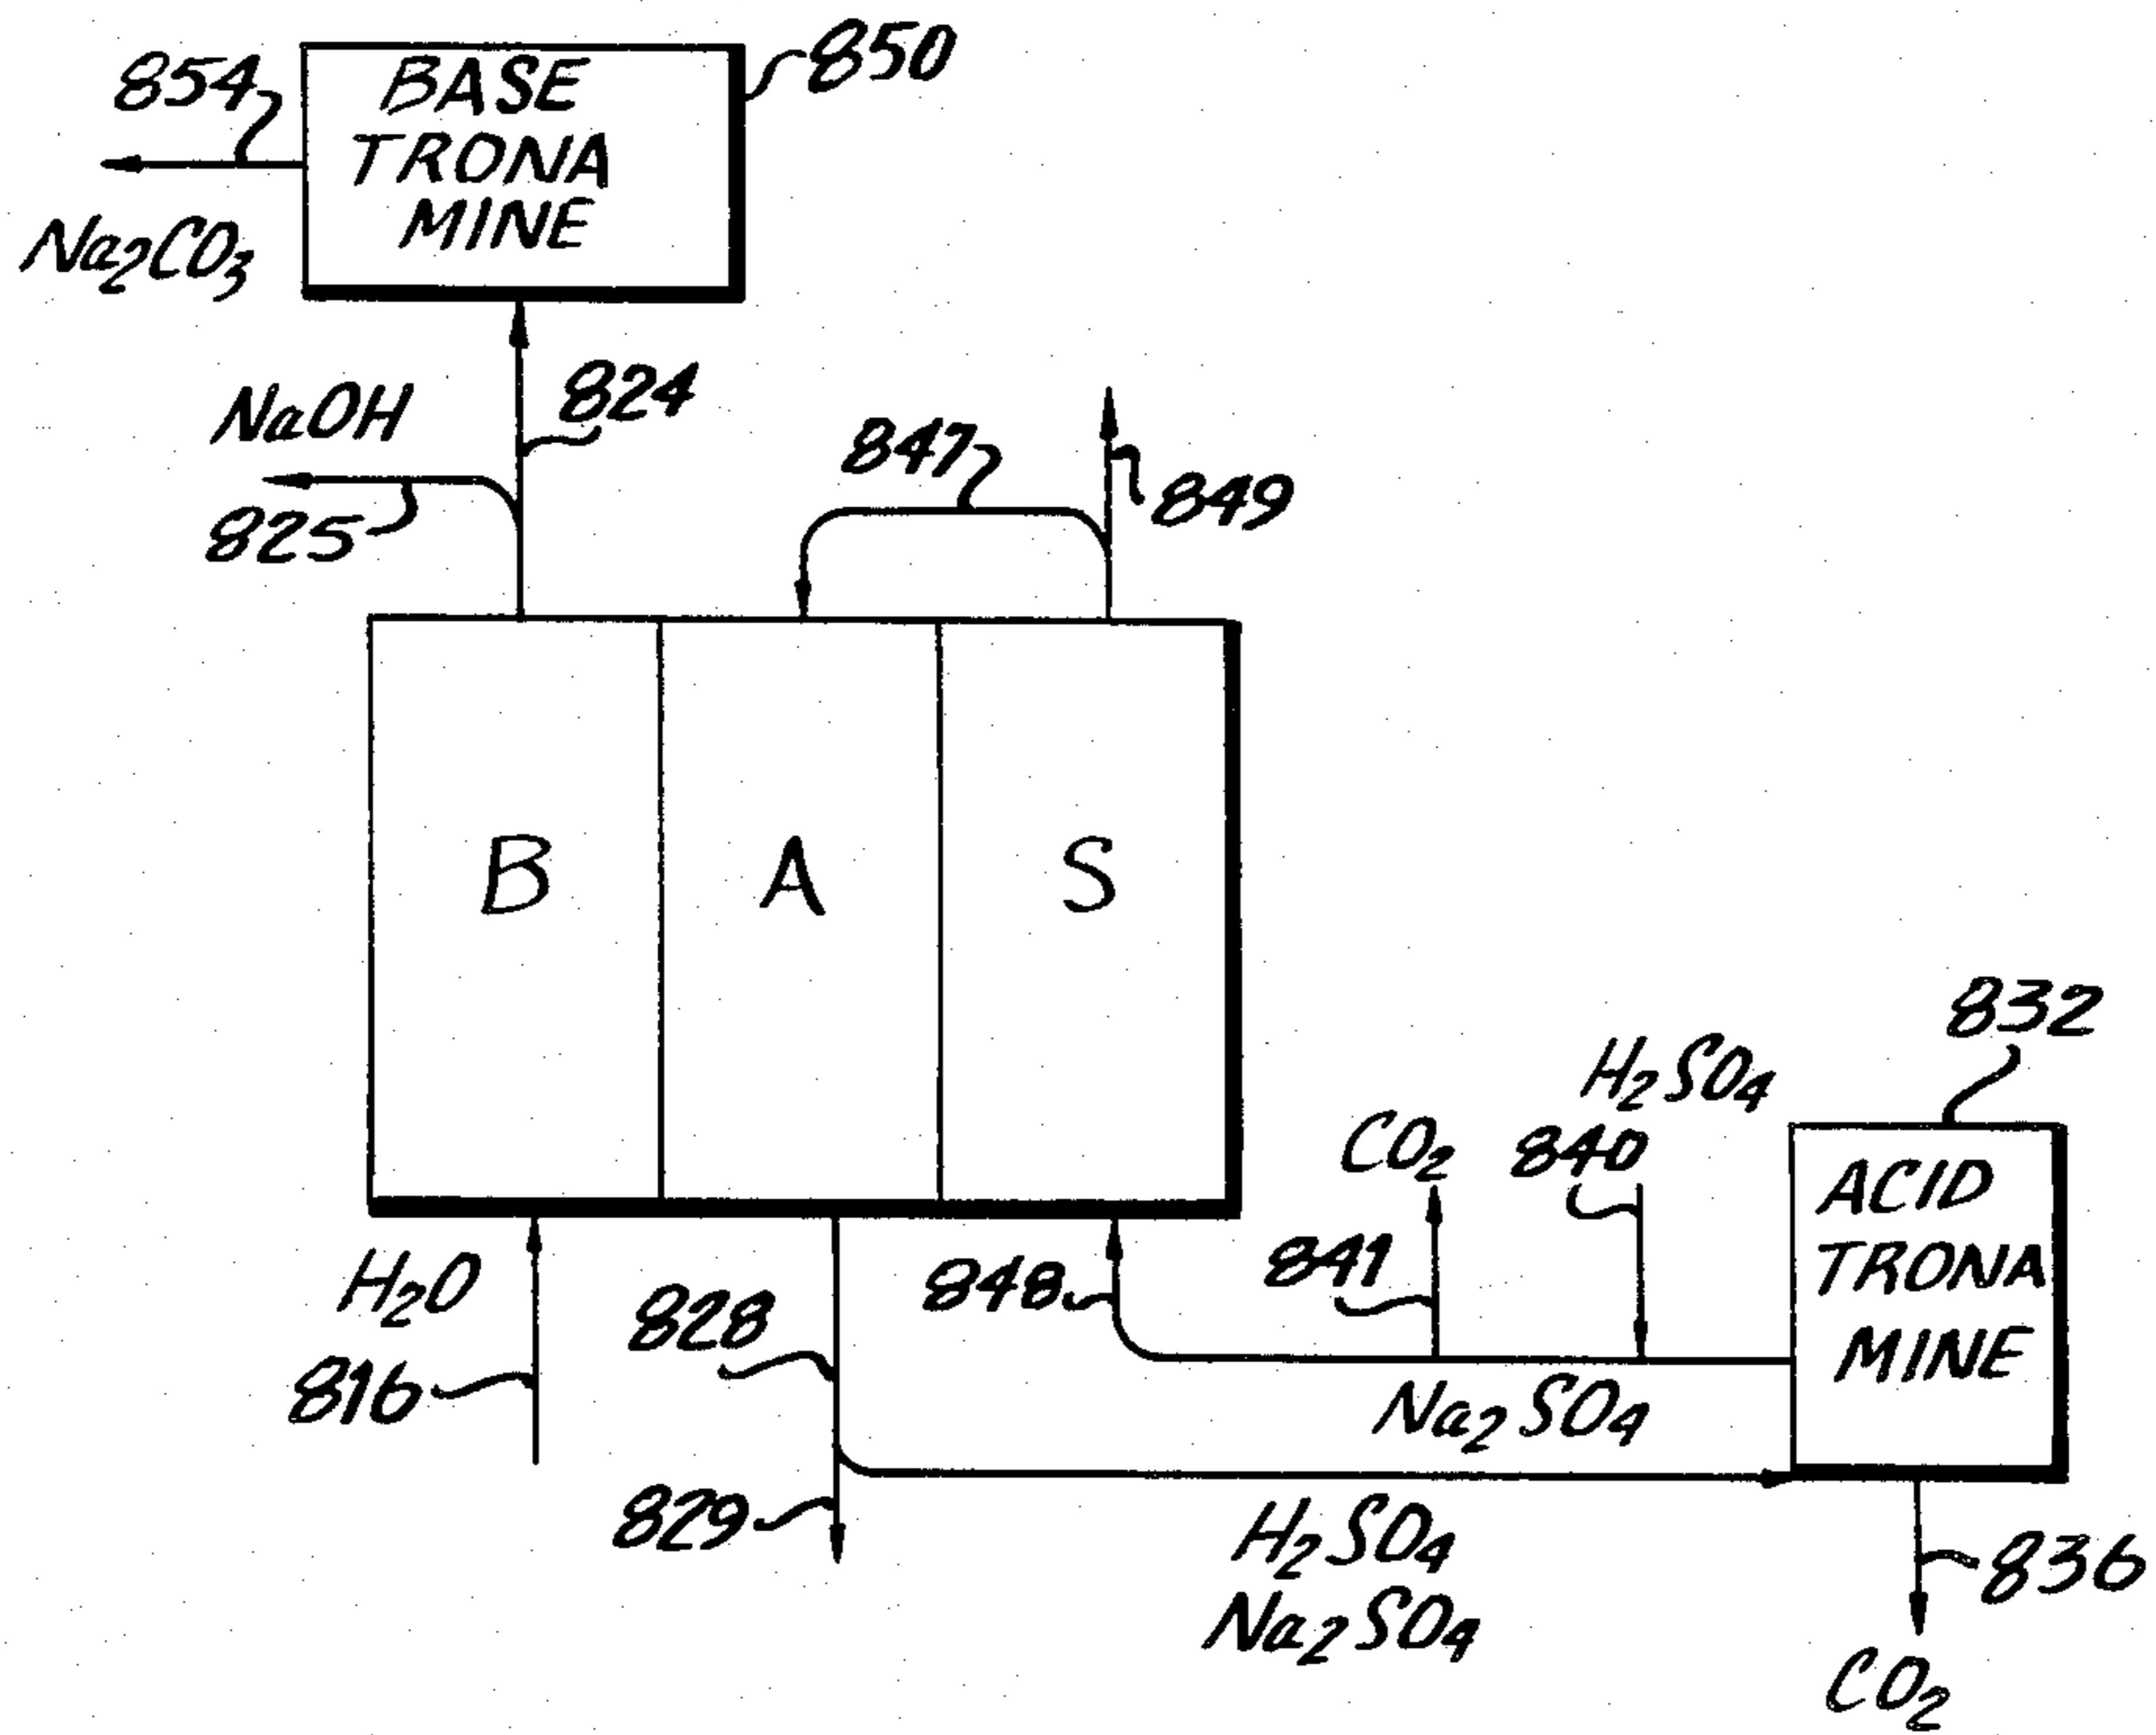 850
854
BASE
TRONA
MINE
Na2CO3
824
NaOH
825
847
849
B
A
S
832
H2SO4
840
CO2
841
ACID
TRONA
MINE
H2O
816
828
848
Na2SO4
829
H2SO4
Na2SO4
836
CO2